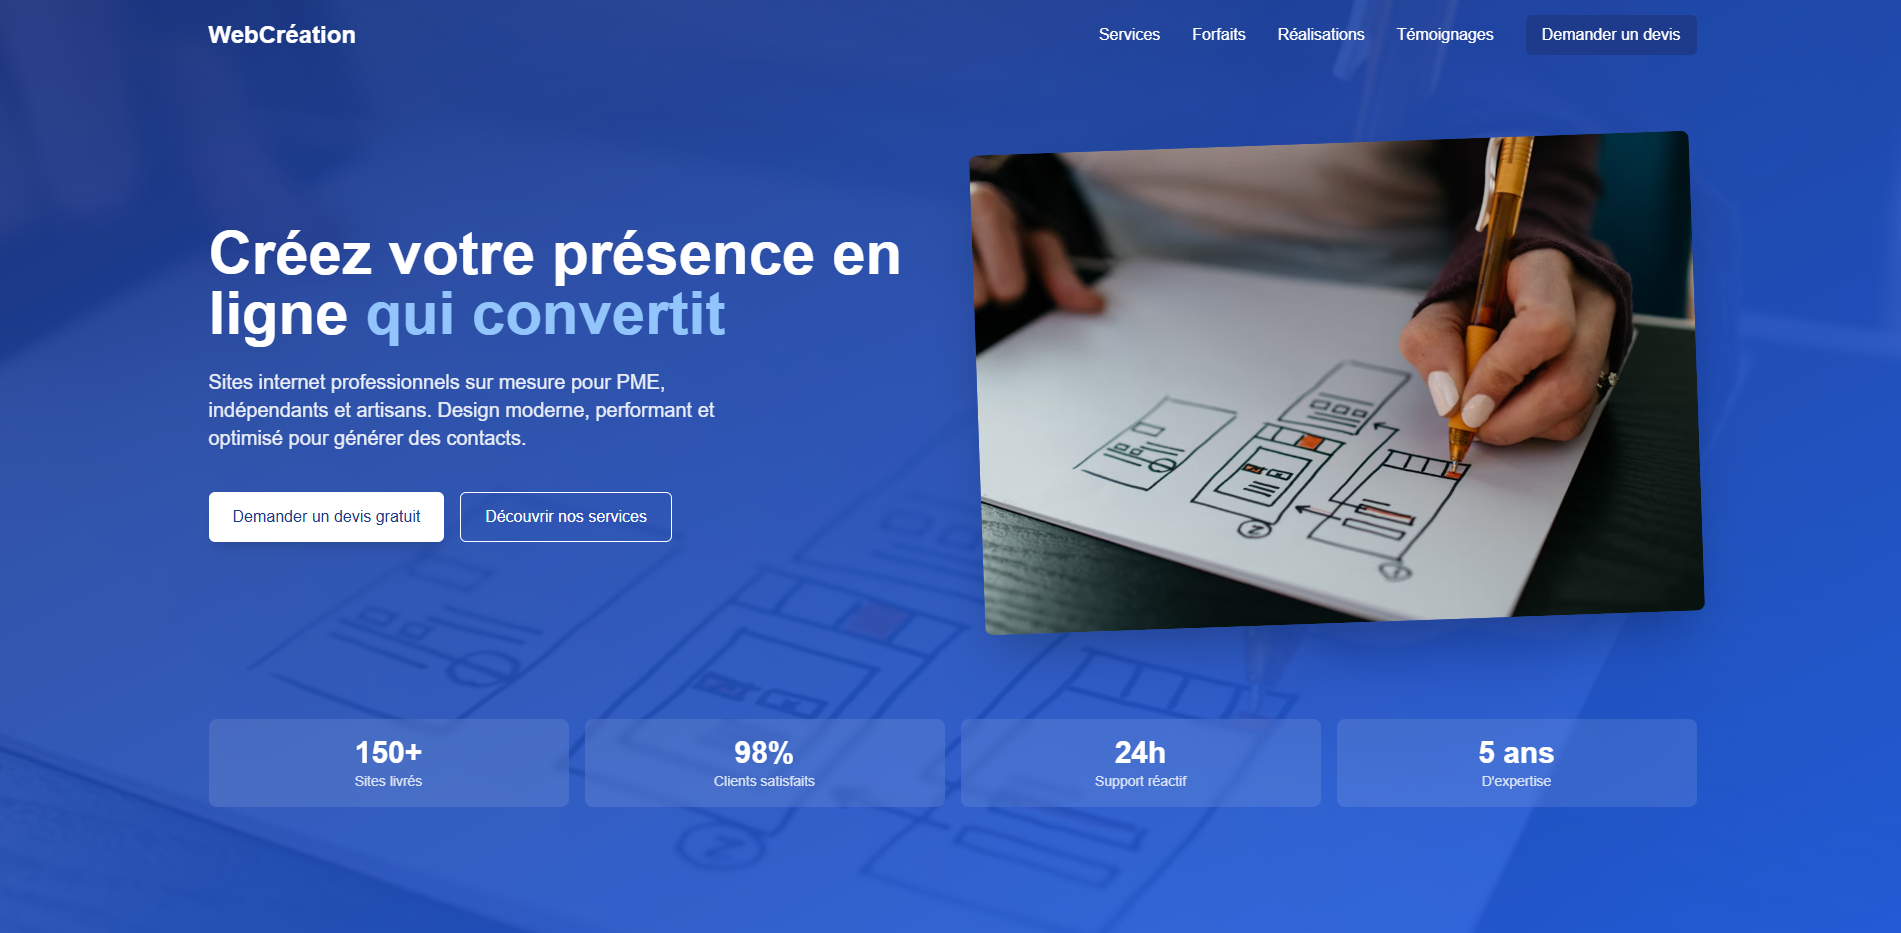 WebCréation
Services
Forfaits
Réalisations
Témoignages
Demander un devis
Créez votre présence en
ligne qui convertit
Sites internet professionnels sur mesure pour PME,
indépendants et artisans. Design moderne, performant et
optimisé pour générer des contacts.
Demander un devis gratuit
Découvrir nos services
150+
Sites livrés
98%
Clients satisfaits
24h
Support réactif
5 ans
D'expertise